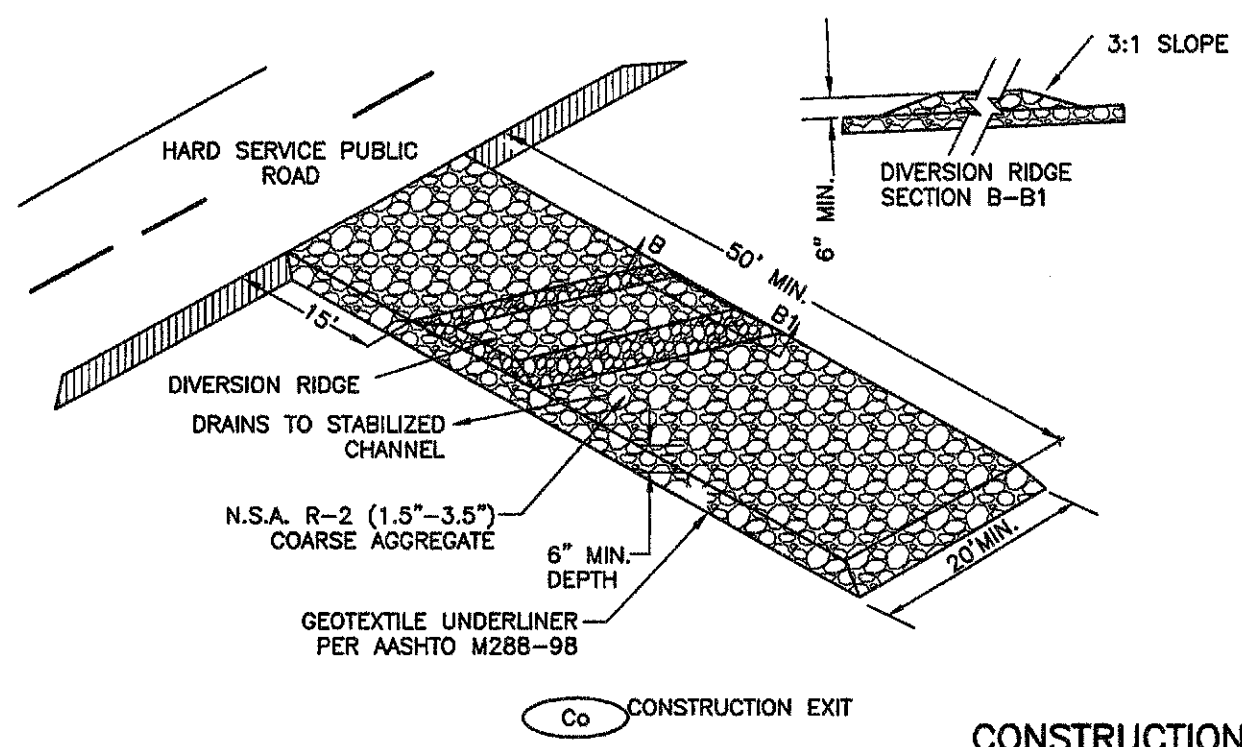 3:1 SLOPE
HARD SERVICE PUBLIC
ROAD
6" MIN.
DIVERSION RIDGE
SECTION B-B1
B
50' MIN.
B1
15'
DIVERSION RIDGE
DRAINS TO STABILIZED
CHANNEL
N.S.A. R-2 (1.5"-3.5")
COARSE AGGREGATE
6" MIN.
DEPTH
20'MIN.
GEOTEXTILE UNDERLINER
PER AASHTO M288-98
Co CONSTRUCTION EXIT
CONSTRUCTION